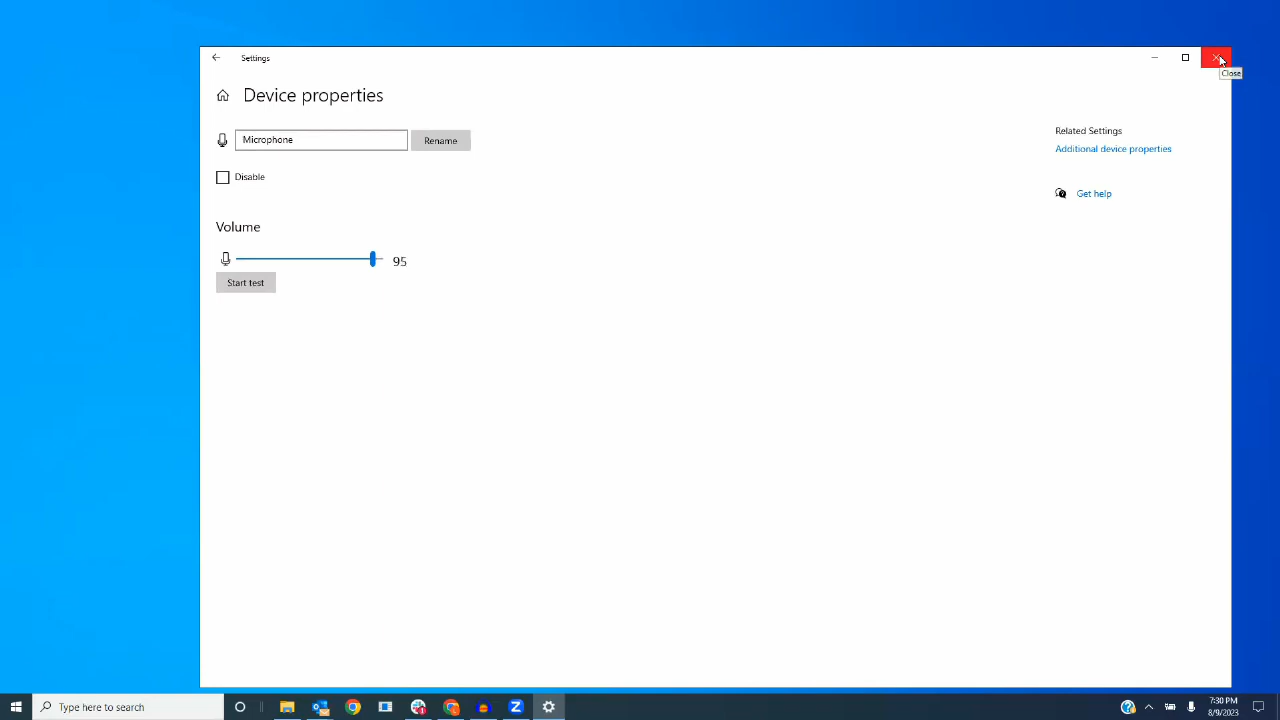 Settings
Close
Device properties
Microphone
Rename
Disable
Volume
95
Start test
Related Settings
Additional device properties
Get help
Type here to search
7:30 PM
8/9/2023